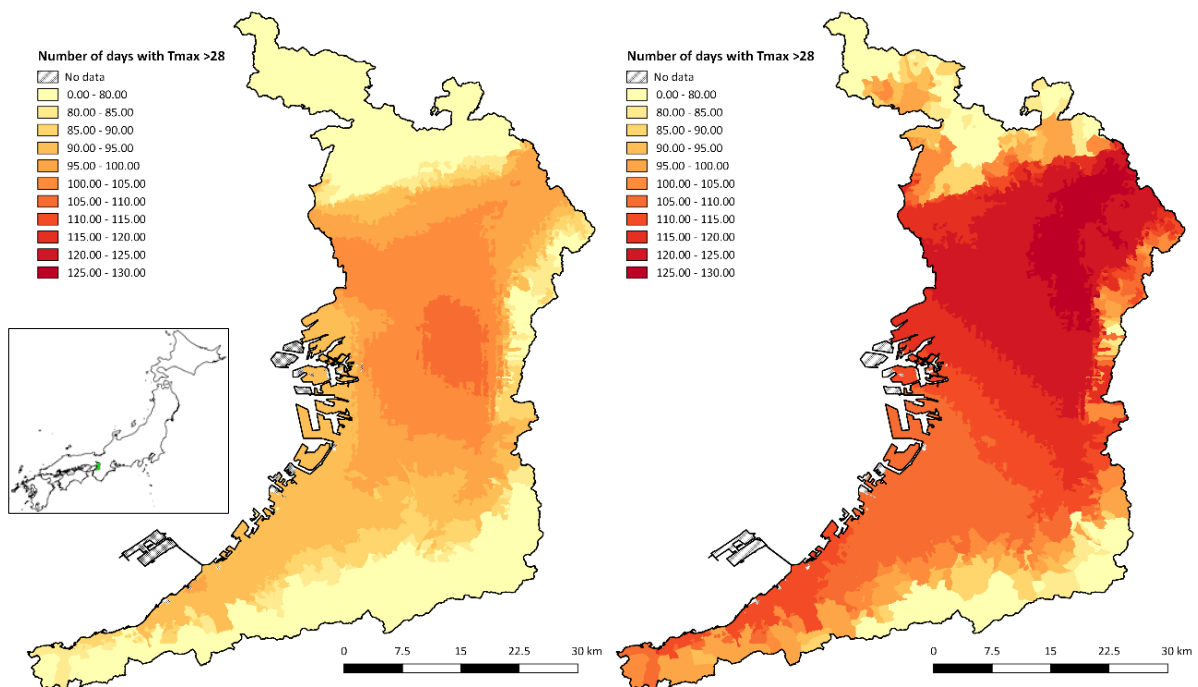 Number of days with Tmax >28
No data
0.00 - 80.00
80.00 - 85.00
85.00 - 90.00
90.00 - 95.00
95.00 - 100.00
100.00 - 105.00
105.00 - 110.00
110.00 - 115.00
115.00 - 120.00
120.00 - 125.00
125.00 - 130.00
0 7.5 15 22.5 30 km
Number of days with Tmax >28
No data
0.00 - 80.00
80.00 - 85.00
85.00 - 90.00
90.00 - 95.00
95.00 - 100.00
100.00 - 105.00
105.00 - 110.00
110.00 - 115.00
115.00 - 120.00
120.00 - 125.00
125.00 - 130.00
0 7.5 15 22.5 30 km